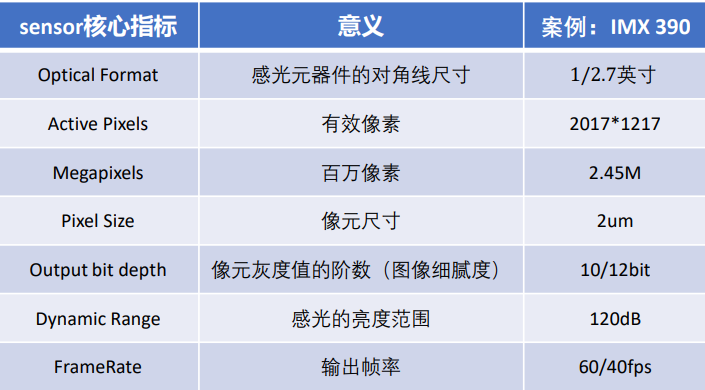 sensor核心指标 意义 案例：IMX 390
Optical Format 感光元器件的对角线尺寸 1/2.7英寸
Active Pixels 有效像素 2017*1217
Megapixels 百万像素 2.45M
Pixel Size 像元尺寸 2um
Output bit depth 像元灰度值的阶数（图像细腻度） 10/12bit
Dynamic Range 感光的亮度范围 120dB
FrameRate 输出帧率 60/40fps